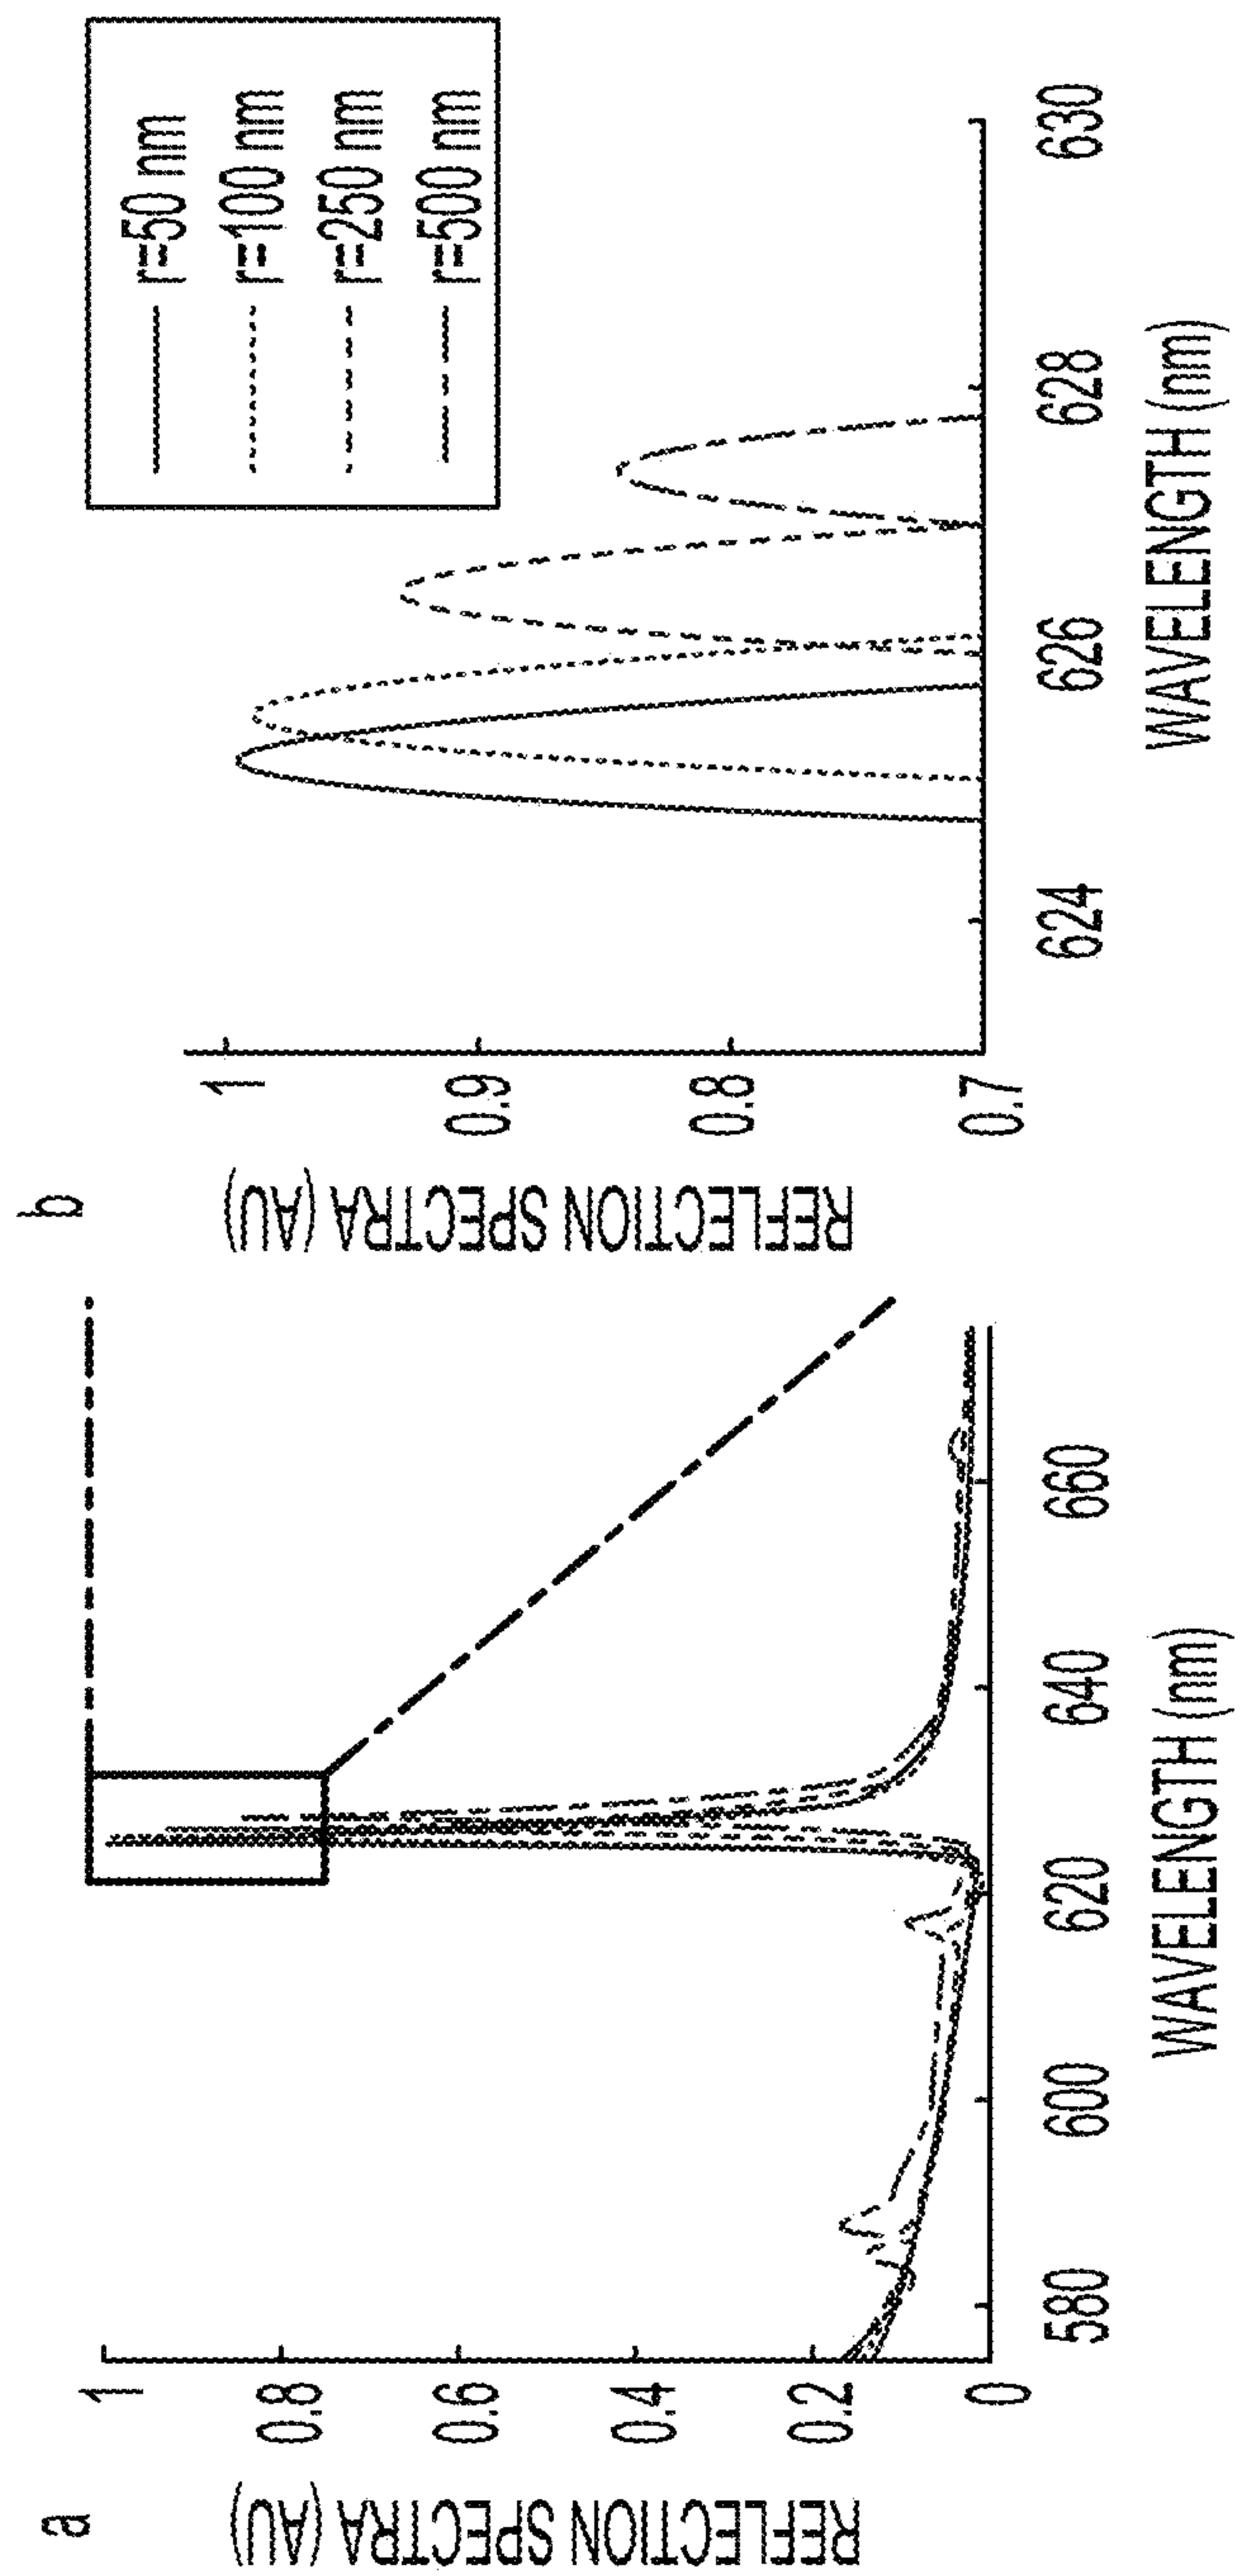 a
REFLECTION SPECTRA (AU)
1
0.8
0.6
0.4
0.2
0
580
600
620
640
660
WAVELENGTH (nm)
b
REFLECTION SPECTRA (AU)
1
0.9
0.8
0.7
624
626
628
630
WAVELENGTH (nm)
r=50 nm
r=100 nm
r=250 nm
r=500 nm